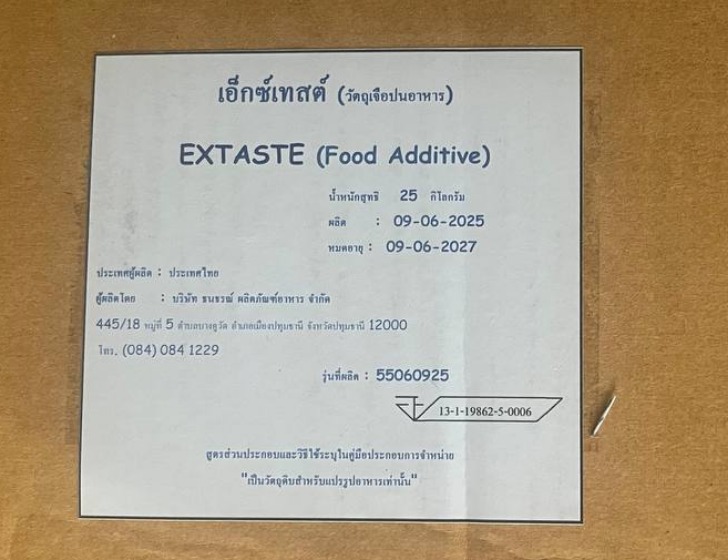 เอ็กซ์เทสต์ (วัตถุเจือปนอาหาร)
EXTASTE (Food Additive)
น้ำหนักสุทธิ 25 กิโลกรัม
ผลิต : 09-06-2025
หมดอายุ : 09-06-2027
ประเทศผู้ผลิต : ประเทศไทย
ผู้ผลิตโดย : บริษัท ธนธรณ์ ผลิตภัณฑ์อาหาร จำกัด
445/18 หมู่ที่ 5 ตำบลบางคูวัด อำเภอเมืองปทุมธานี จังหวัดปทุมธานี 12000
โทร. (084) 084 1229
รุ่นที่ผลิต : 55060925
13-1-19862-5-0006
สูตรส่วนประกอบและวิธีใช้ระบุในคู่มือประกอบการจำหน่าย
"เป็นวัตถุดิบสำหรับแปรรูปอาหารเท่านั้น"